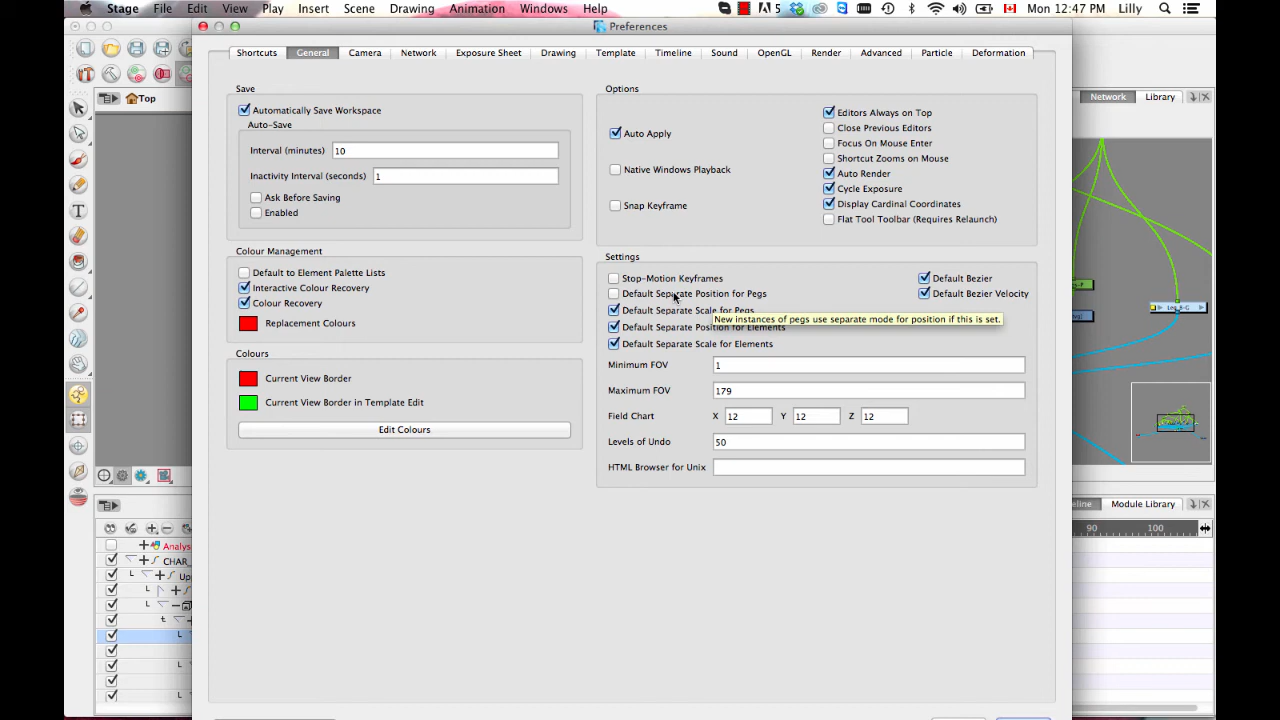 Stage File Edit View Play Insert Scene Drawing Animation Windows Help 5 Mon 12:47 PM Lilly
Preferences
Shortcuts General Camera Network Exposure Sheet Drawing Template Timeline Sound OpenGL Render Advanced Particle Deformation
Top
Network Library
Save
Automatically Save Workspace
Auto-Save
Interval (minutes) 10
Inactivity Interval (seconds) 1
Ask Before Saving
Enabled
Colour Management
Default to Element Palette Lists
Interactive Colour Recovery
Colour Recovery
Replacement Colours
Colours
Current View Border
Current View Border in Template Edit
Edit Colours
Options
Auto Apply
Native Windows Playback
Snap Keyframe
Editors Always on Top
Close Previous Editors
Focus On Mouse Enter
Shortcut Zooms on Mouse
Auto Render
Cycle Exposure
Display Cardinal Coordinates
Flat Tool Toolbar (Requires Relaunch)
Settings
Stop-Motion Keyframes
Default Bezier
Default Separate Position for Pegs
Default Bezier Velocity
Default Separate Scale for Pegs
New instances of pegs use separate mode for position if this is set.
Default Separate Position for Elements
Default Separate Scale for Elements
Minimum FOV 1
Maximum FOV 179
Field Chart X 12 Y 12 Z 12
Levels of Undo 50
HTML Browser for Unix
Module Library
90 100
Analys
CHAR_
Up